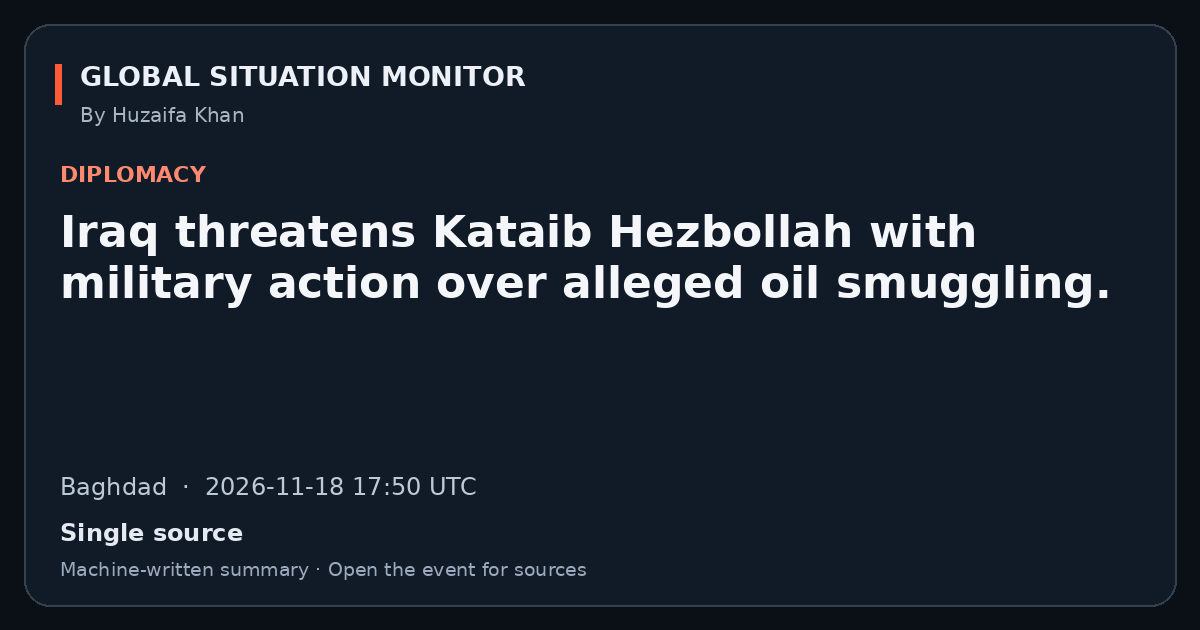 GLOBAL SITUATION MONITOR
By Huzaifa Khan
DIPLOMACY
Iraq threatens Kataib Hezbollah with
military action over alleged oil smuggling.
Baghdad · 2026-11-18 17:50 UTC
Single source
Machine-written summary · Open the event for sources